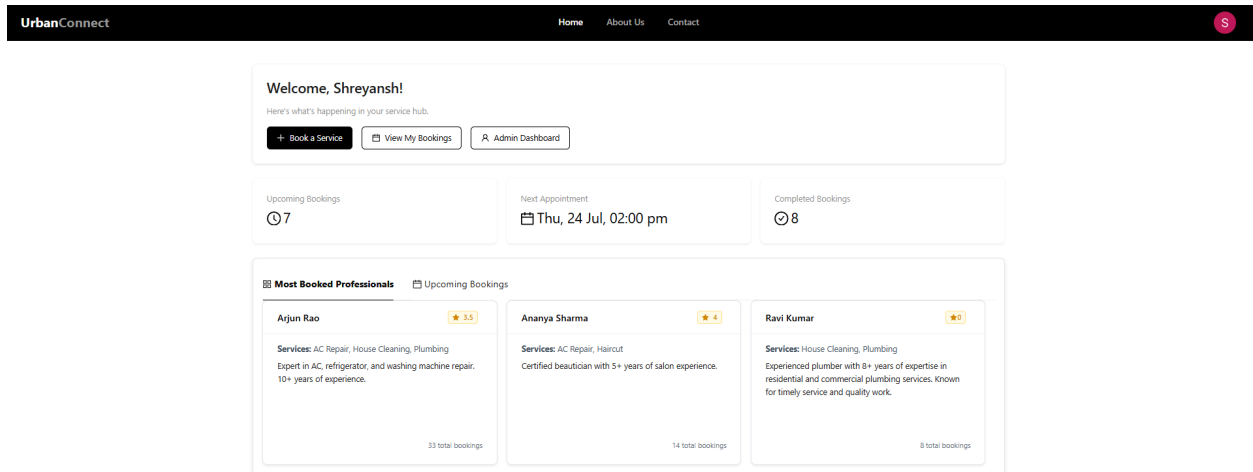 UrbanConnect Home About Us Contact S
Welcome, Shreyansh!
Here's what's happening in your service hub.
+ Book a Service View My Bookings Admin Dashboard
Upcoming Bookings
7
Next Appointment
Thu, 24 Jul, 02:00 pm
Completed Bookings
8
Most Booked Professionals Upcoming Bookings
Arjun Rao 3.5
Services: AC Repair, House Cleaning, Plumbing
Expert in AC, refrigerator, and washing machine repair.
10+ years of experience.
33 total bookings
Ananya Sharma 4
Services: AC Repair, Haircut
Certified beautician with 5+ years of salon experience.
14 total bookings
Ravi Kumar 0
Services: House Cleaning, Plumbing
Experienced plumber with 8+ years of expertise in
residential and commercial plumbing services. Known
for timely service and quality work.
8 total bookings